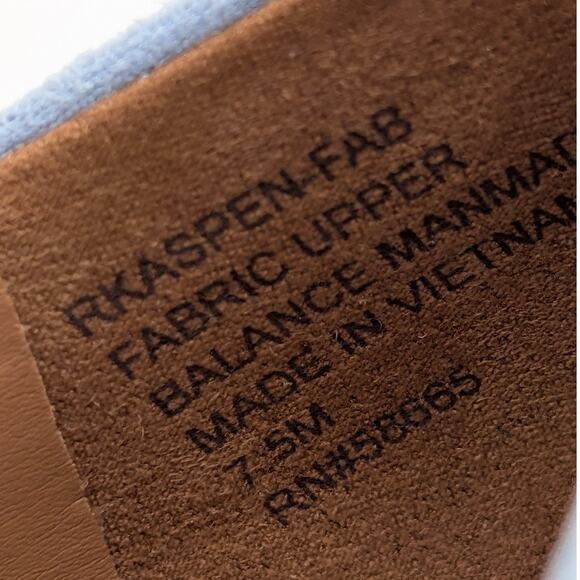 RKASPEN-FAB
FABRIC UPPER
BALANCE MANMAD
MADE IN VIETNAM
7.5M
RN#58665